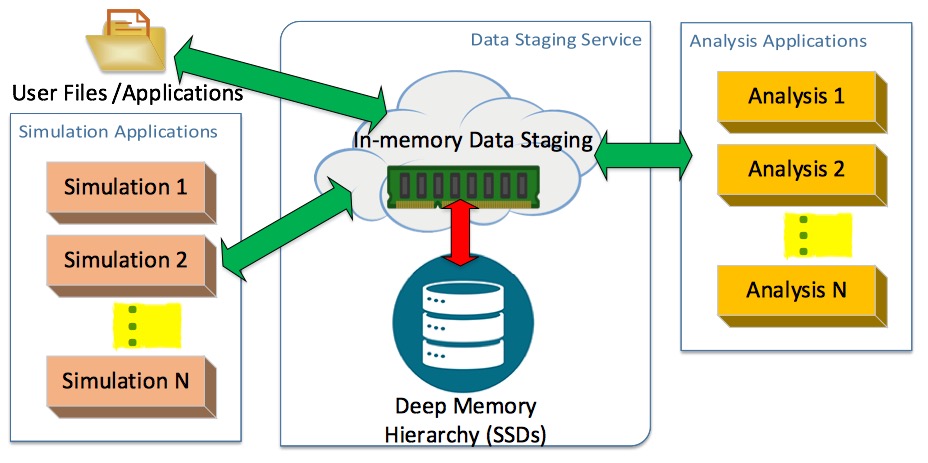 User Files /Applications
Simulation Applications
Simulation 1
Simulation 2
Simulation N
Data Staging Service
In-memory Data Staging
Deep Memory
Hierarchy (SSDs)
Analysis Applications
Analysis 1
Analysis 2
Analysis N